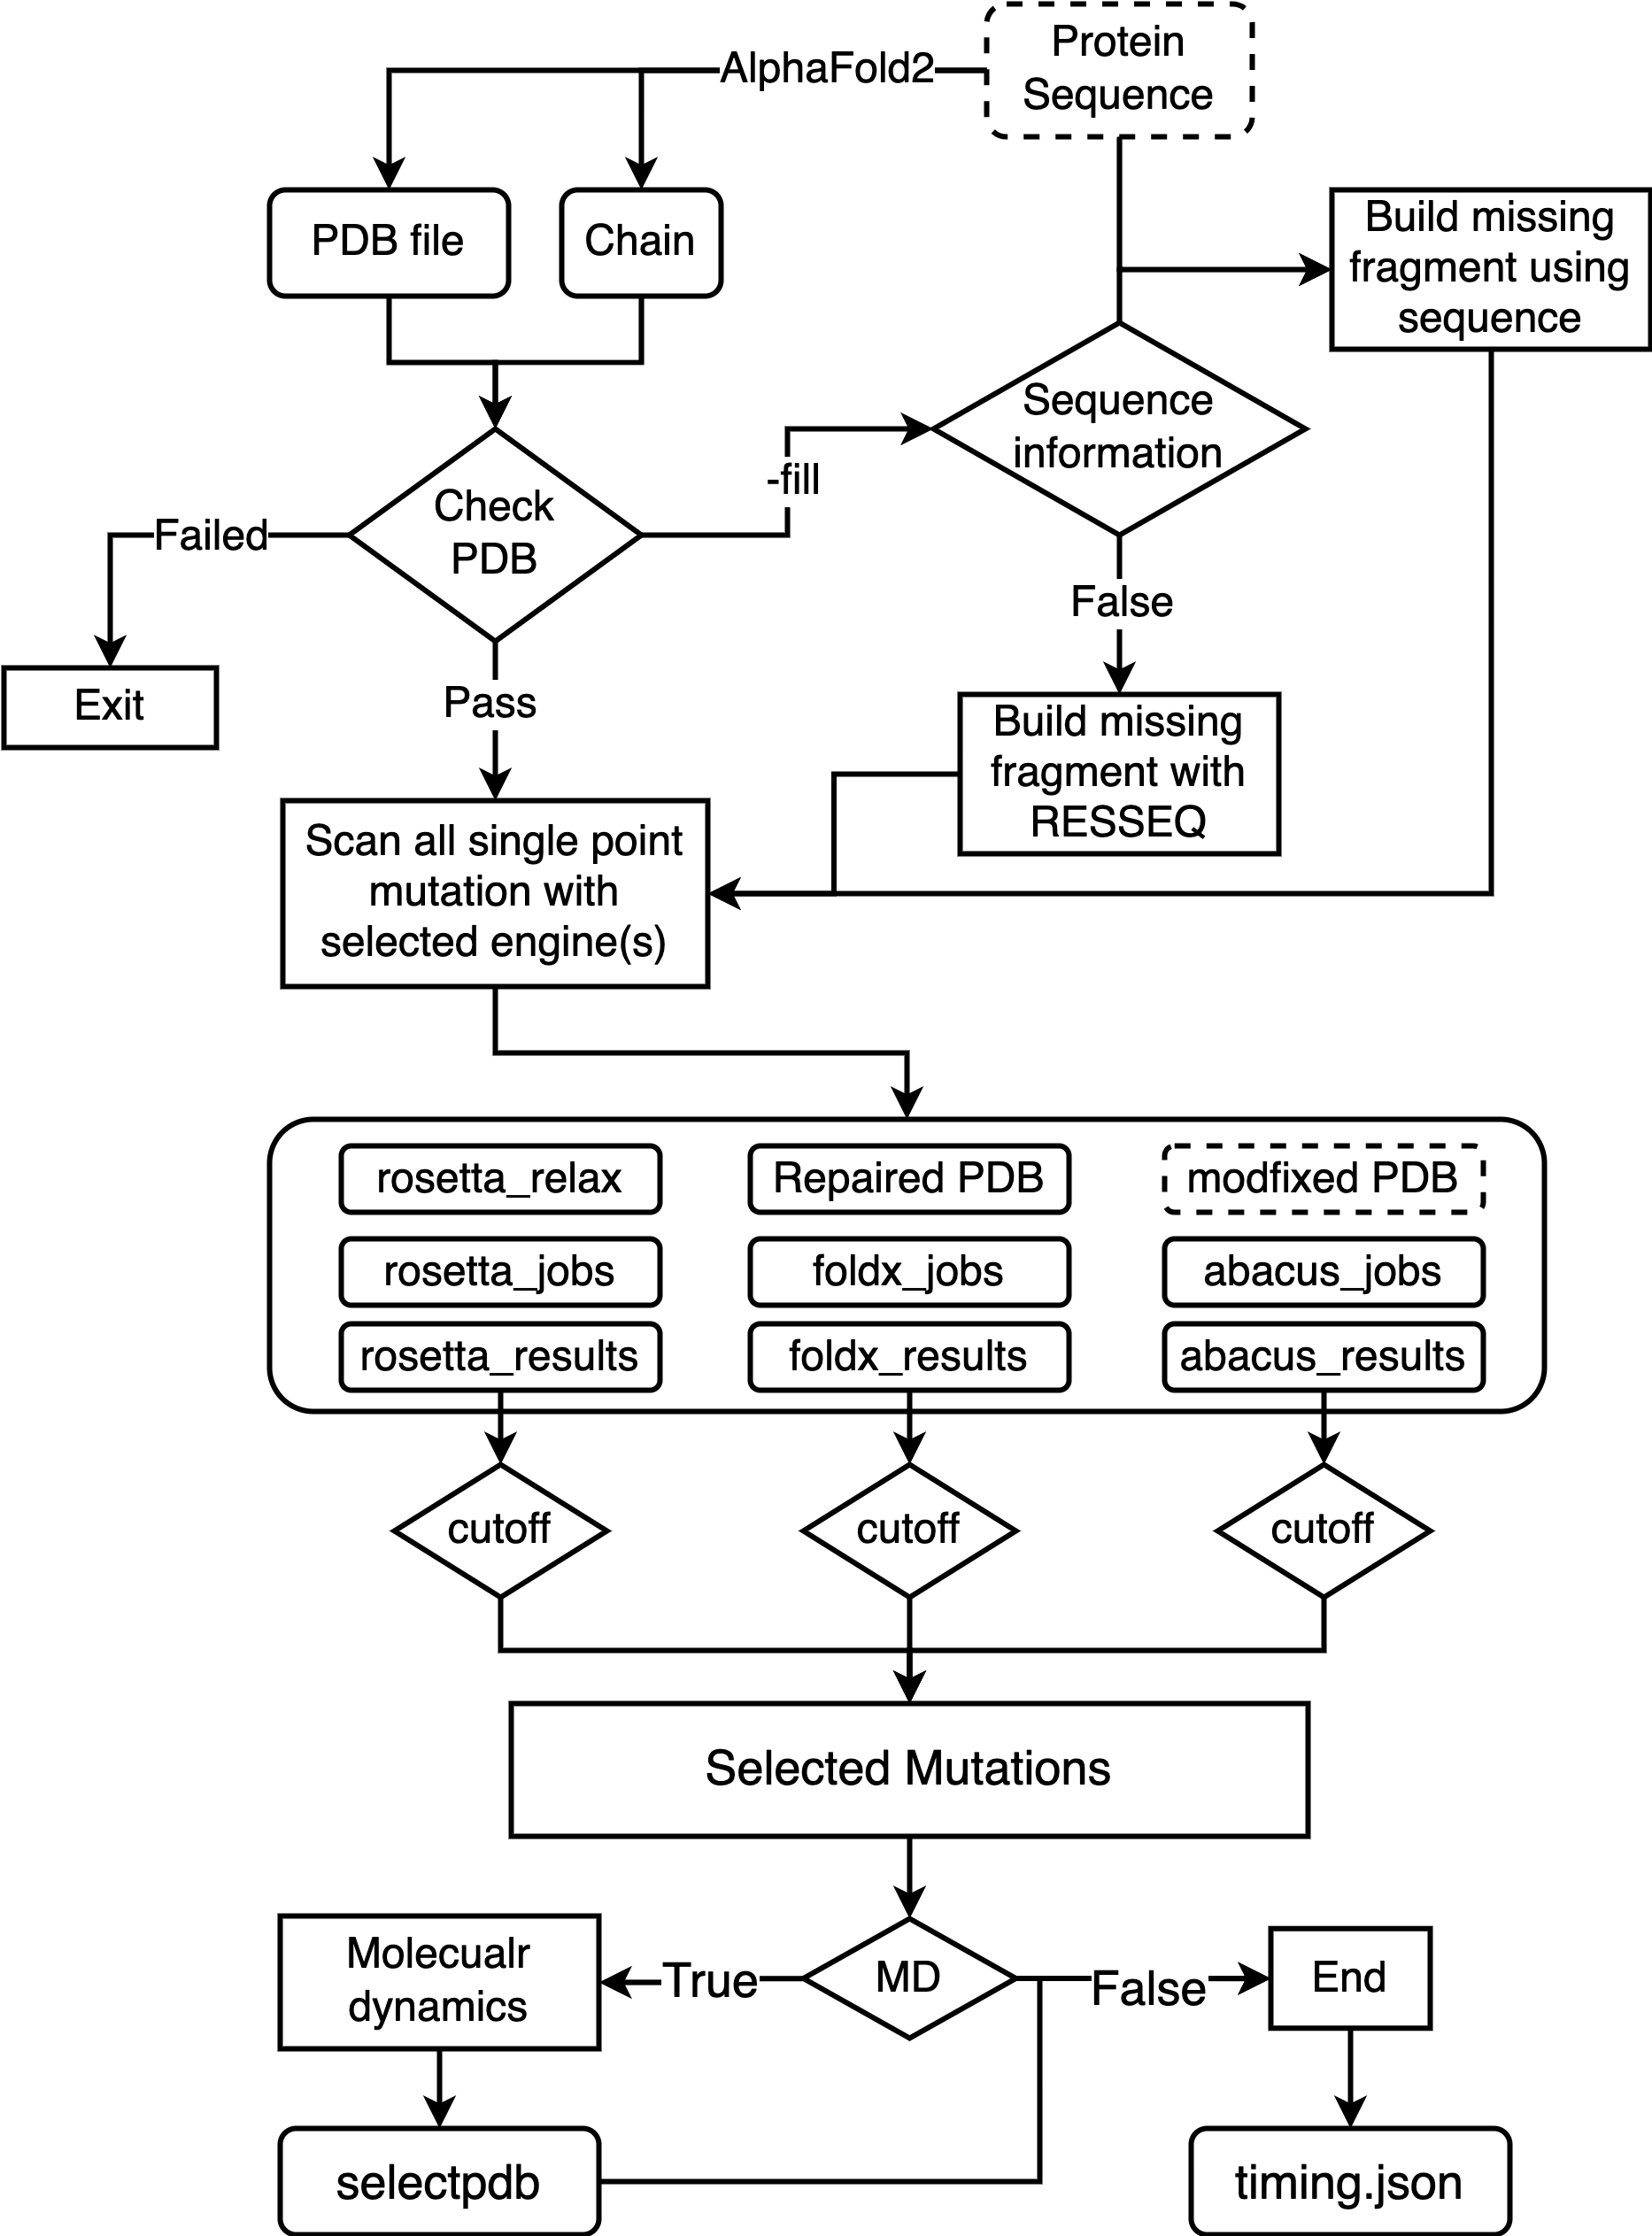 Protein
Sequence
AlphaFold2
PDB file
Chain
Build missing
fragment using
sequence
Sequence
information
-fill
Check
PDB
Failed
False
Exit
Pass
Build missing
fragment with
RESSEQ
Scan all single point
mutation with
selected engine(s)
rosetta_relax
Repaired PDB
modfixed PDB
rosetta_jobs
foldx_jobs
abacus_jobs
rosetta_results
foldx_results
abacus_results
cutoff
cutoff
cutoff
Selected Mutations
Molecualr
dynamics
True
MD
False
End
selectpdb
timing.json